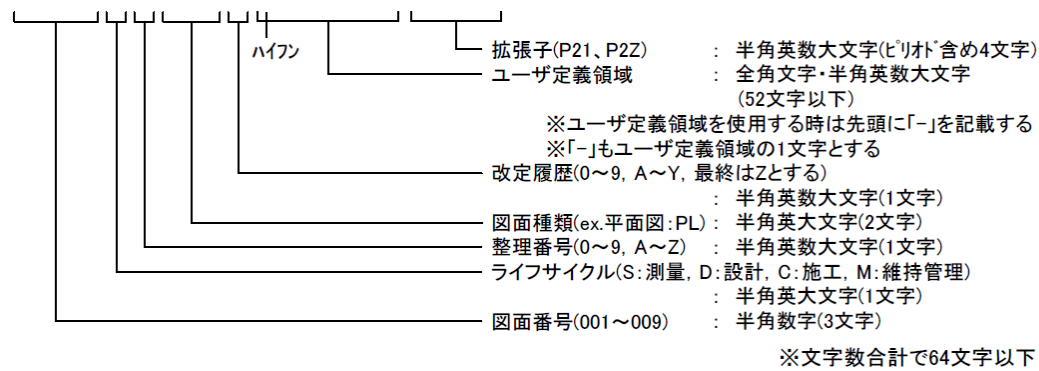 ハイフン
拡張子(P21、P2Z) : 半角英数大文字(ﾋﾟﾘｵﾄﾞ含め4文字)
ユーザ定義領域 : 全角文字・半角英数大文字
(52文字以下)
※ユーザ定義領域を使用する時は先頭に「-」を記載する
※「-」もユーザ定義領域の1文字とする
改定履歴(0～9, A～Y, 最終はZとする)
: 半角英数大文字(1文字)
図面種類(ex.平面図:PL) : 半角英大文字(2文字)
整理番号(0～9, A～Z) : 半角英数大文字(1文字)
ライフサイクル(S:測量, D:設計, C:施工, M:維持管理)
: 半角英大文字(1文字)
図面番号(001～009) : 半角数字(3文字)
※文字数合計で64文字以下